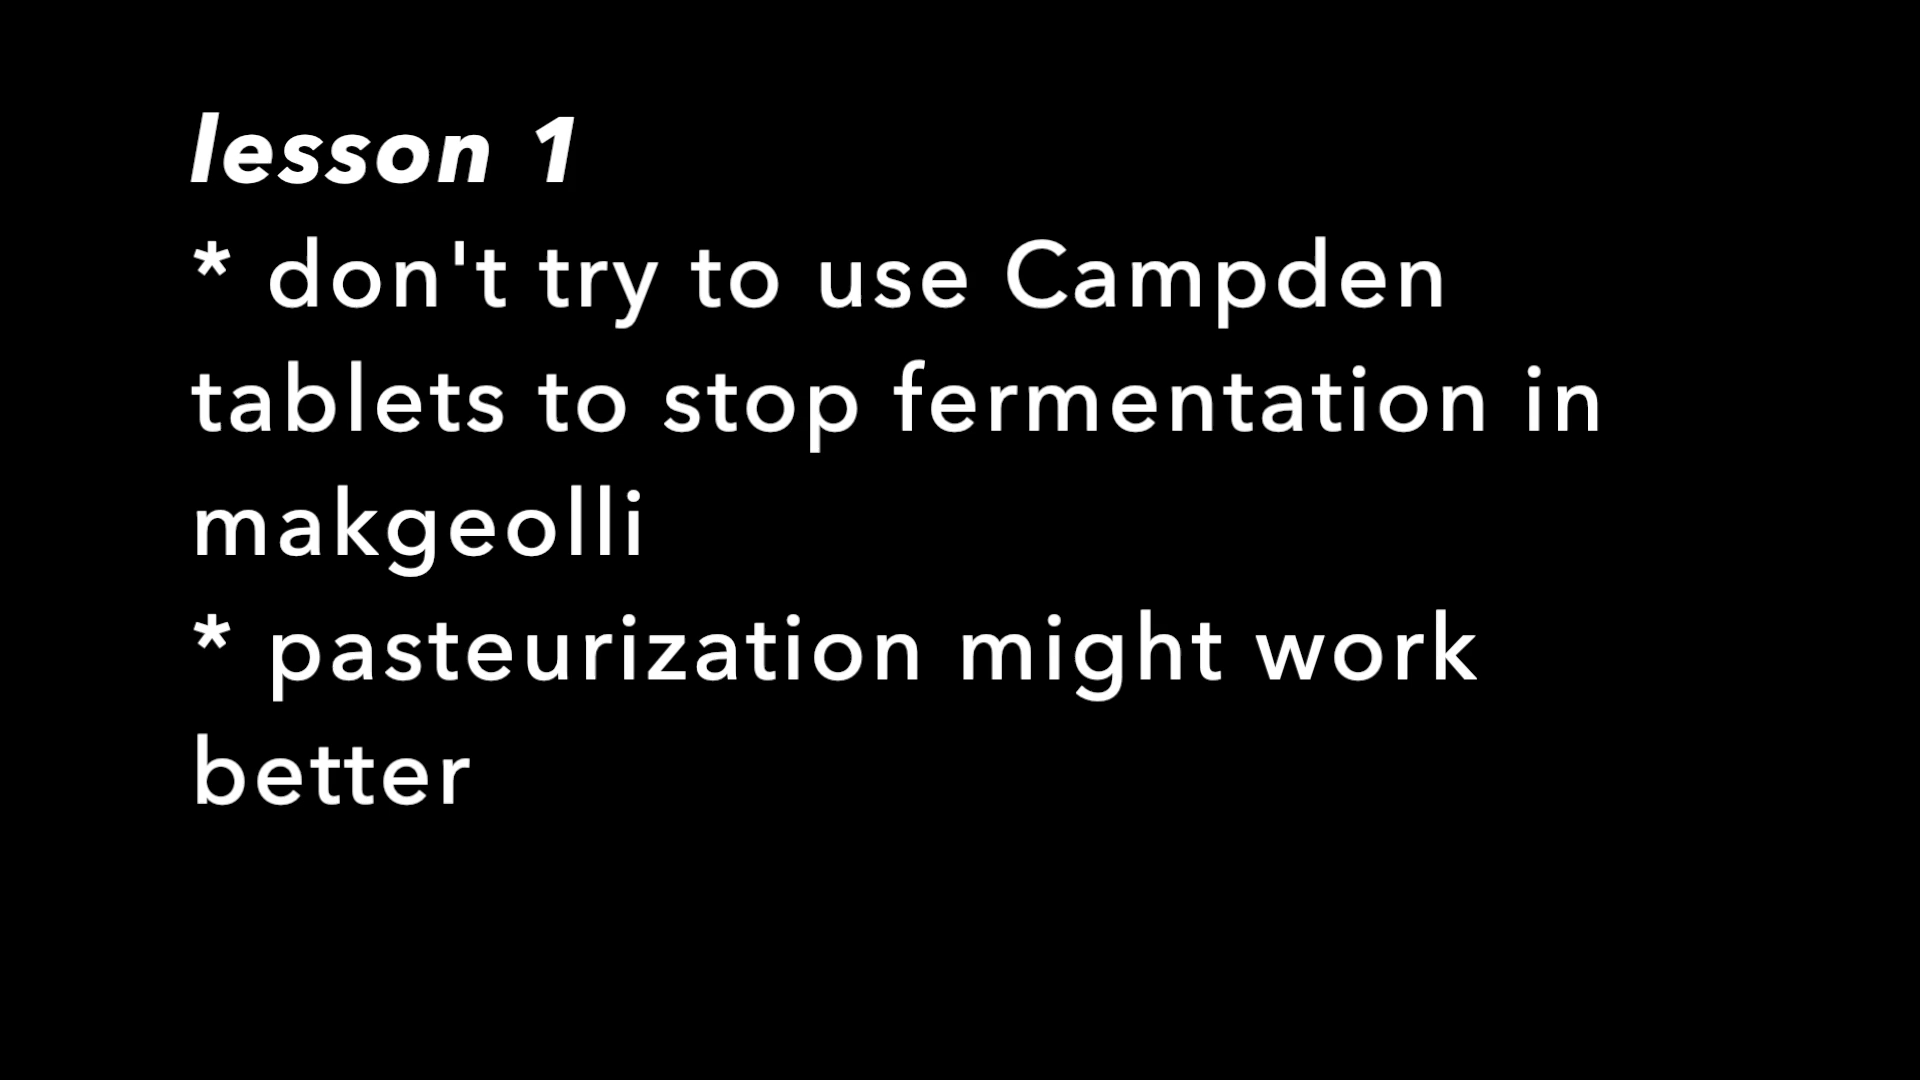 lesson 1
* don't try to use Campden
tablets to stop fermentation in
makgeolli
* pasteurization might work
better